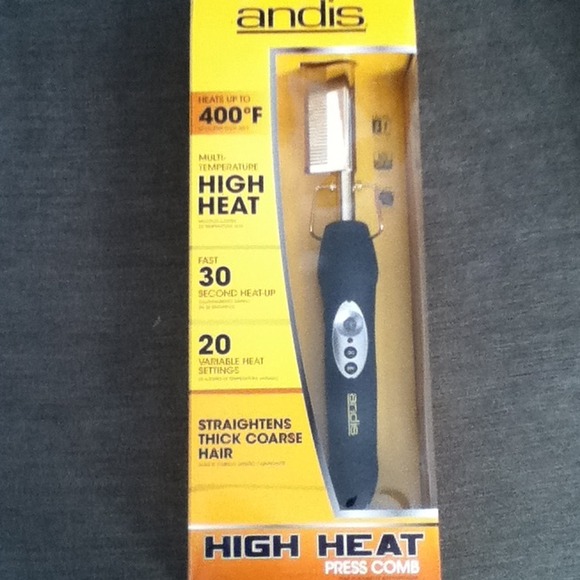 andis
HEATS UP TO
400°F
MULTI-
TEMPERATURE
HIGH
HEAT
FAST
30
SECOND HEAT-UP
20
VARIABLE HEAT
SETTINGS
STRAIGHTENS
THICK COARSE
HAIR
andis
HIGH HEAT
PRESS COMB